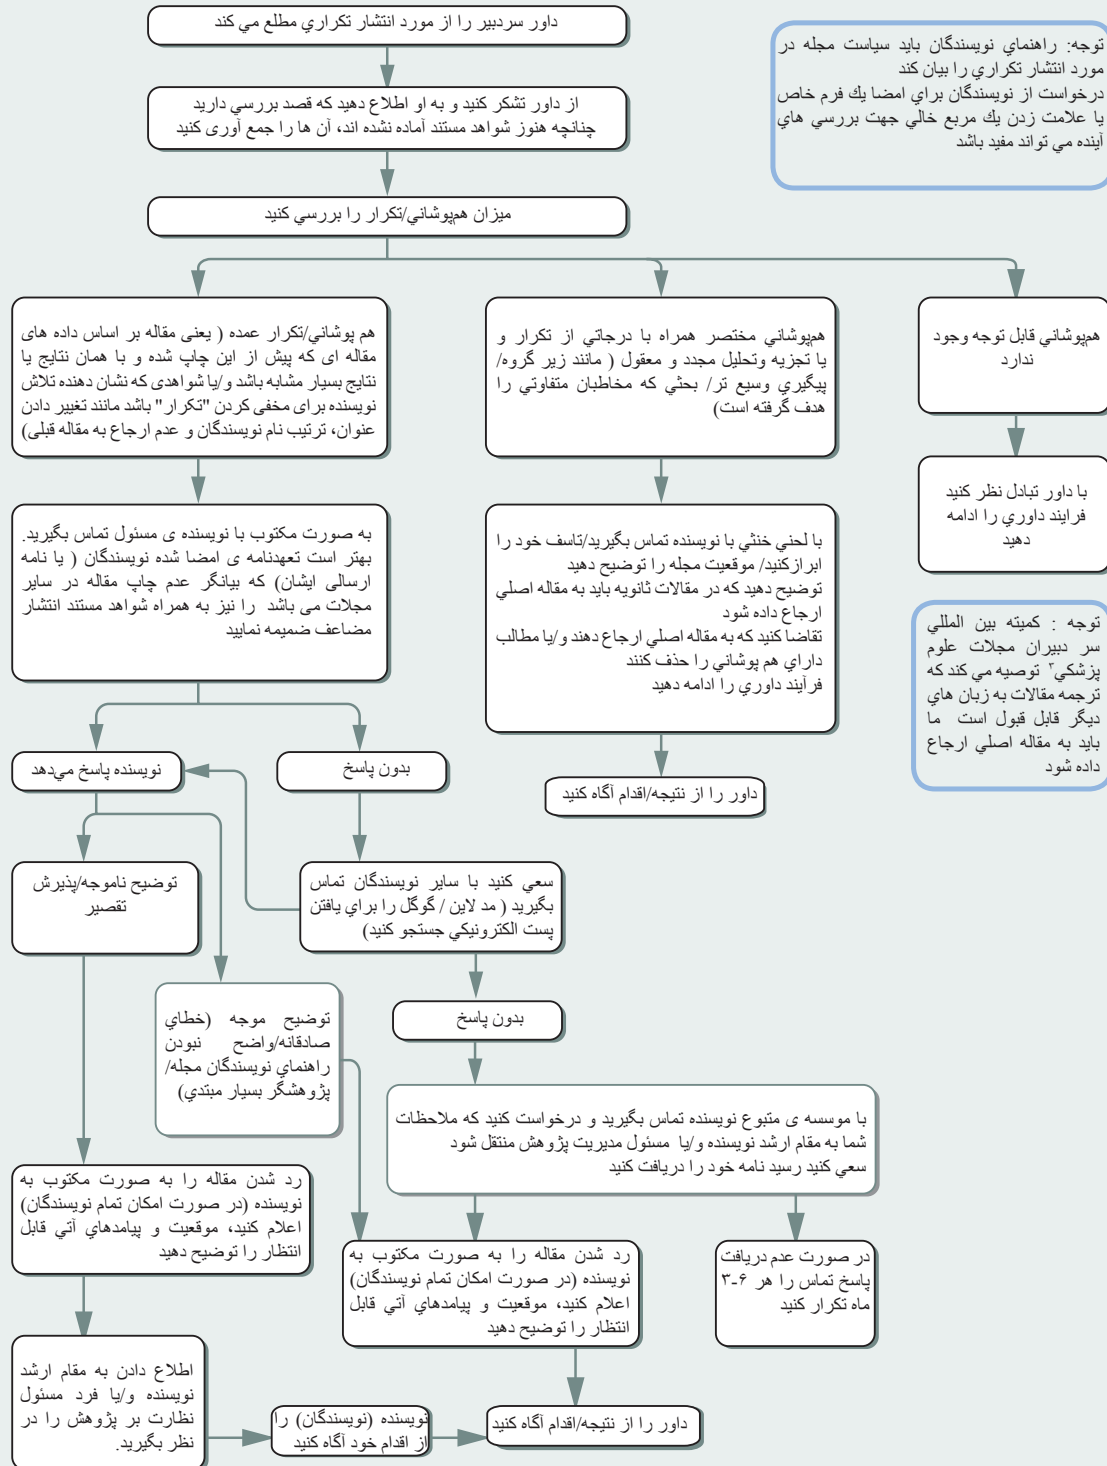 داور سردبير را از مورد انتشار تكراري مطلع مي كند
توجه: راهنماي نويسندگان بايد سياست مجله در
مورد انتشار تكراري را بيان كند
درخواست از نويسندگان براي امضا يك فرم خاص
يا علامت زدن يك مربع خالي جهت بررسي هاي
آينده مي تواند مفيد باشد
از داور تشكر كنيد و به او اطلاع دهيد كه قصد بررسي داريد
چنانچه هنوز شواهد مستند آماده نشده اند، آن ها را جمع آوری كنيد
ميزان هم‌پوشاني/تكرار را بررسي كنيد
هم‌پوشاني قابل توجه وجود
ندارد
هم‌پوشاني مختصر همراه با درجاتي از تكرار و
يا تجزيه وتحليل مجدد و معقول ( مانند زير گروه/
پيگيري وسيع تر/ بحثي كه مخاطبان متفاوتي را
هدف گرفته است)
هم پوشاني/تكرار عمده ( يعنی مقاله بر اساس داده های
مقاله ای كه پيش از اين چاپ شده و با همان نتايج يا
نتايج بسيار مشابه باشد و/يا شواهدی كه نشان دهنده تلاش
نويسنده برای مخفی كردن "تكرار" باشد مانند تغيير دادن
عنوان، ترتيب نام نويسندگان و عدم ارجاع به مقاله قبلی)
با داور تبادل نظر كنيد
فرايند داوري را ادامه
دهيد
با لحني خنثي با نويسنده تماس بگيريد/تاسف خود را
ابرازكنيد/ موقعيت مجله را توضيح دهيد
توضيح دهيد كه در مقالات ثانويه بايد به مقاله اصلي
ارجاع داده شود
تقاضا كنيد كه به مقاله اصلي ارجاع دهند و/يا مطالب
داراي هم پوشاني را حذف كنند
فرآيند داوري را ادامه دهيد
به صورت مكتوب با نويسنده ی مسئول تماس بگيريد.
بهتر است تعهدنامه ی امضا شده نويسندگان ( يا نامه
ارسالی ايشان) كه بيانگر عدم چاپ مقاله در ساير
مجلات می باشد را نيز به همراه شواهد مستند انتشار
مضاعف ضميمه نماييد
توجه : كميته بين المللي
سر دبيران مجلات علوم
پزشكي۳ توصيه مي كند كه
ترجمه مقالات به زبان هاي
ديگر قابل قبول است ما
بايد به مقاله اصلي ارجاع
داده شود
بدون پاسخ
نويسنده پاسخ مي‌دهد
داور را از نتيجه/اقدام آگاه كنيد
سعي كنيد با ساير نويسندگان تماس
بگيريد ( مد لاين / گوگل را براي يافتن
پست الكترونيكي جستجو كنيد)
توضيح ناموجه/پذيرش
تقصير
بدون پاسخ
توضيح موجه (خطاي
صادقانه/واضح نبودن
راهنماي نويسندگان مجله/
پژوهشگر بسيار مبتدي)
با موسسه ی متبوع نويسنده تماس بگيريد و درخواست كنيد كه ملاحظات
شما به مقام ارشد نويسنده و/يا مسئول مديريت پژوهش منتقل شود
سعي كنيد رسيد نامه خود را دريافت كنيد
رد شدن مقاله را به صورت مكتوب به
نويسنده (در صورت امكان تمام نويسندگان)
اعلام كنيد، موقعيت و پيامدهاي آتي قابل
انتظار را توضيح دهيد
در صورت عدم دريافت
پاسخ تماس را هر ۶-۳
ماه تكرار كنيد
رد شدن مقاله را به صورت مكتوب به
نويسنده (در صورت امكان تمام نويسندگان)
اعلام كنيد، موقعيت و پيامدهاي آتي قابل
انتظار را توضيح دهيد
اطلاع دادن به مقام ارشد
نويسنده و/يا فرد مسئول
نظارت بر پژوهش را در
نظر بگيريد.
نويسنده (نويسندگان) را
از اقدام خود آگاه كنيد
داور را از نتيجه/اقدام آگاه كنيد